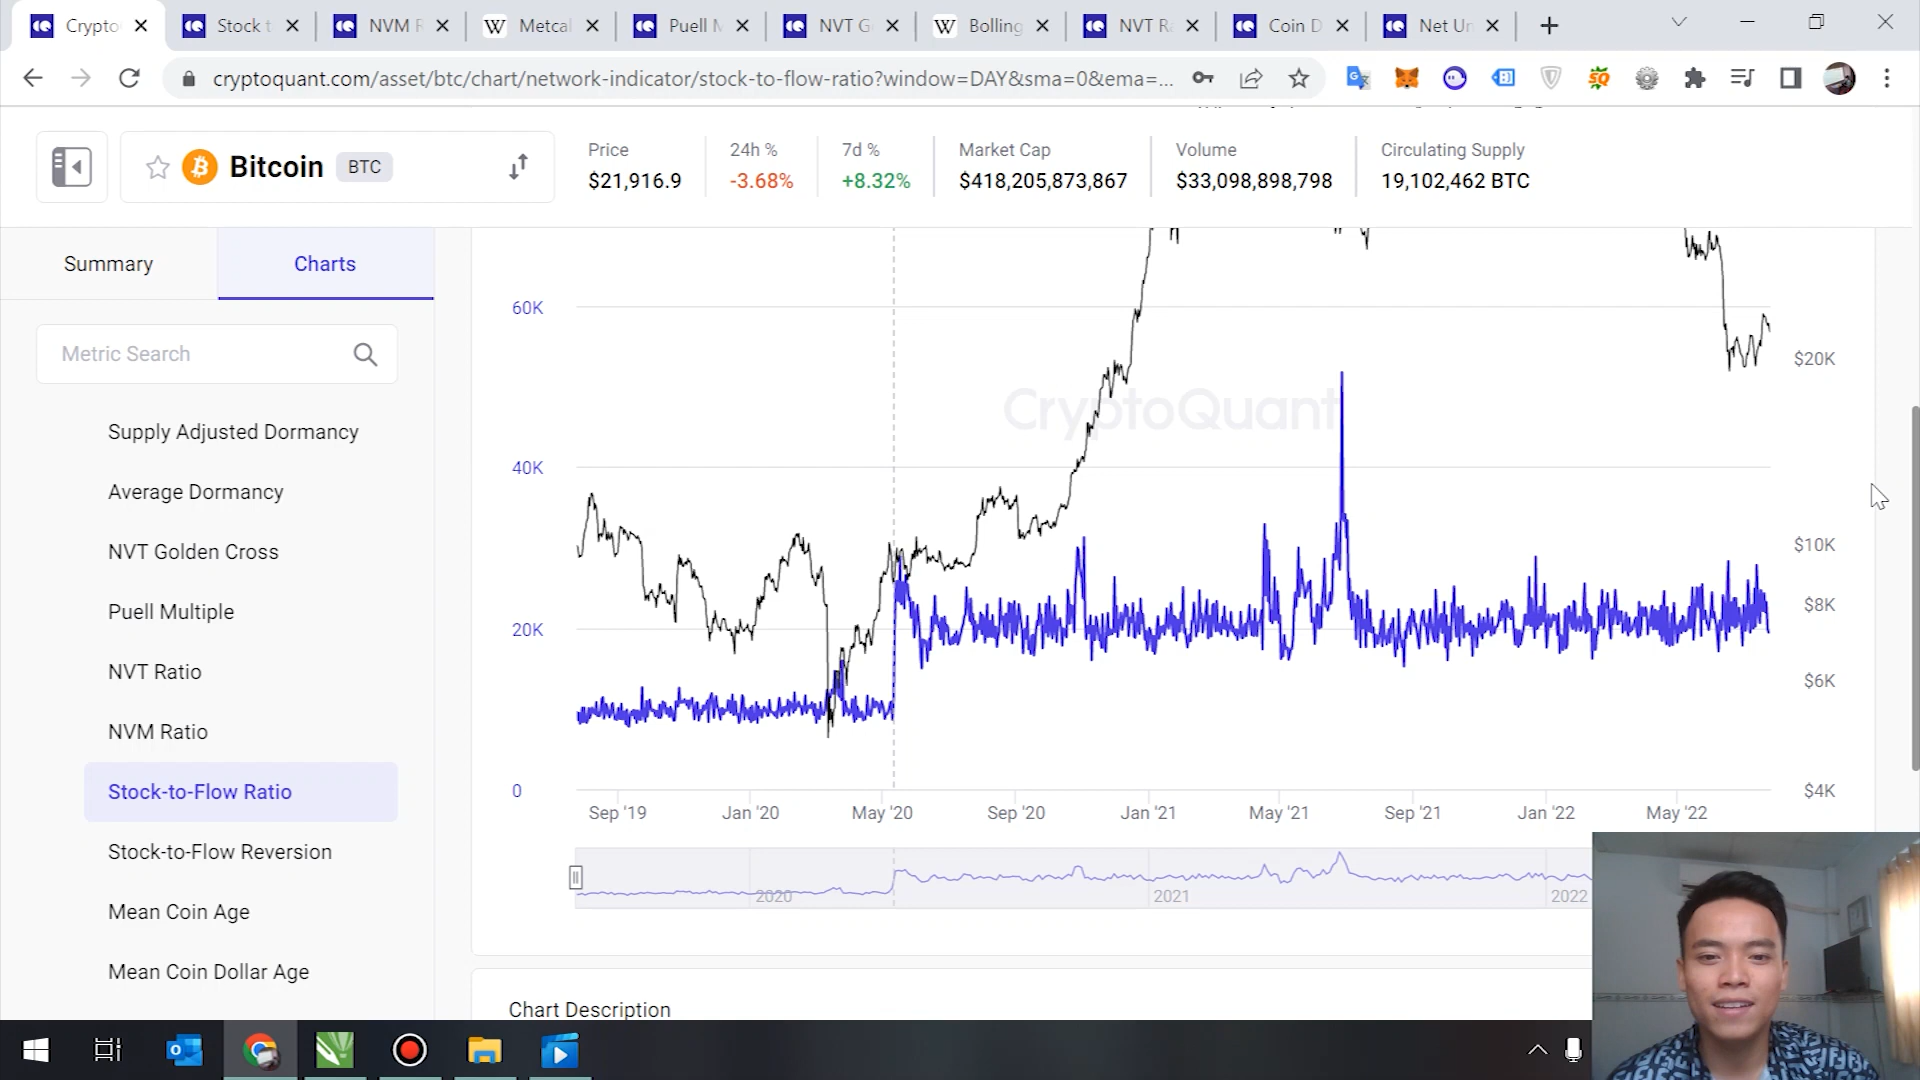 Crypto
Stock t
NVM R
Metcal
Puell M
NVT G
Bolling
NVT Ra
Coin D
Net Un
cryptoquant.com/asset/btc/chart/network-indicator/stock-to-flow-ratio?window=DAY&sma=0&ema=...
Bitcoin BTC
Price
$21,916.9
24h %
-3.68%
7d %
+8.32%
Market Cap
$418,205,873,867
Volume
$33,098,898,798
Circulating Supply
19,102,462 BTC
Summary
Charts
Metric Search
Supply Adjusted Dormancy
Average Dormancy
NVT Golden Cross
Puell Multiple
NVT Ratio
NVM Ratio
Stock-to-Flow Ratio
Stock-to-Flow Reversion
Mean Coin Age
Mean Coin Dollar Age
60K
40K
20K
0
CryptoQuant
$20K
$10K
$8K
$6K
$4K
Sep '19
Jan '20
May '20
Sep '20
Jan '21
May '21
Sep '21
Jan '22
May '22
2020
2021
2022
Chart Description